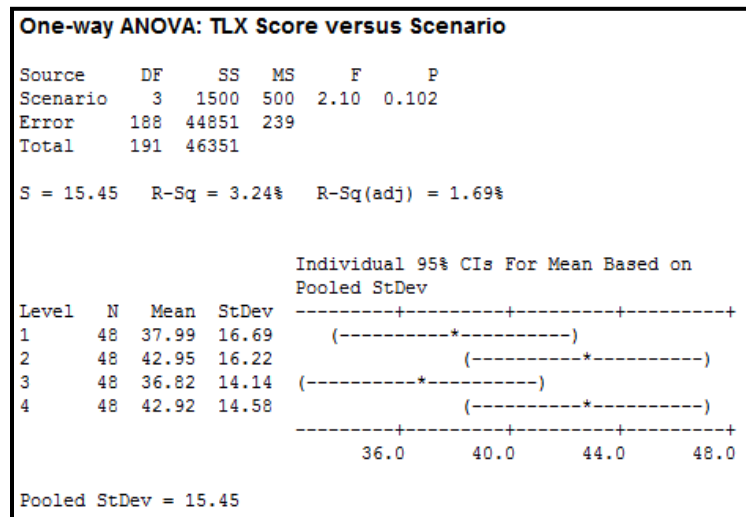 One-way ANOVA: TLX Score versus Scenario
Source DF SS MS F P
Scenario 3 1500 500 2.10 0.102
Error 188 44851 239
Total 191 46351
S = 15.45 R-Sq = 3.24% R-Sq(adj) = 1.69%
Individual 95% CIs For Mean Based on
Pooled StDev
Level N Mean StDev ---------+---------+---------+---------+
1 48 37.99 16.69 (----------*----------)
2 48 42.95 16.22 (----------*----------)
3 48 36.82 14.14 (----------*----------)
4 48 42.92 14.58 (----------*----------)
---------+---------+---------+---------+
36.0 40.0 44.0 48.0
Pooled StDev = 15.45